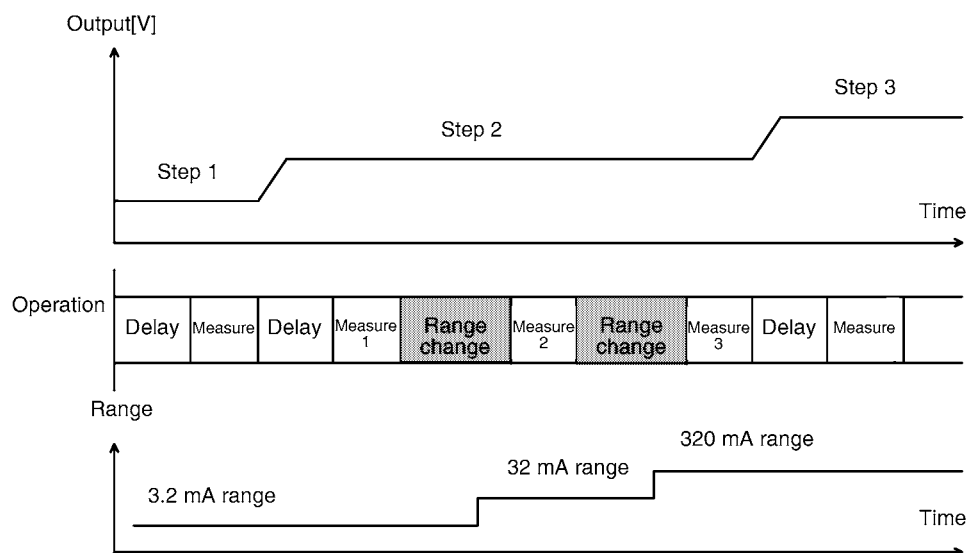 Output[V]
Step 3
Step 2
Step 1
Time
Operation
Delay
Measure
Delay
Measure
1
Range
change
Measure
2
Range
change
Measure
3
Delay
Measure
Range
320 mA range
32 mA range
3.2 mA range
Time